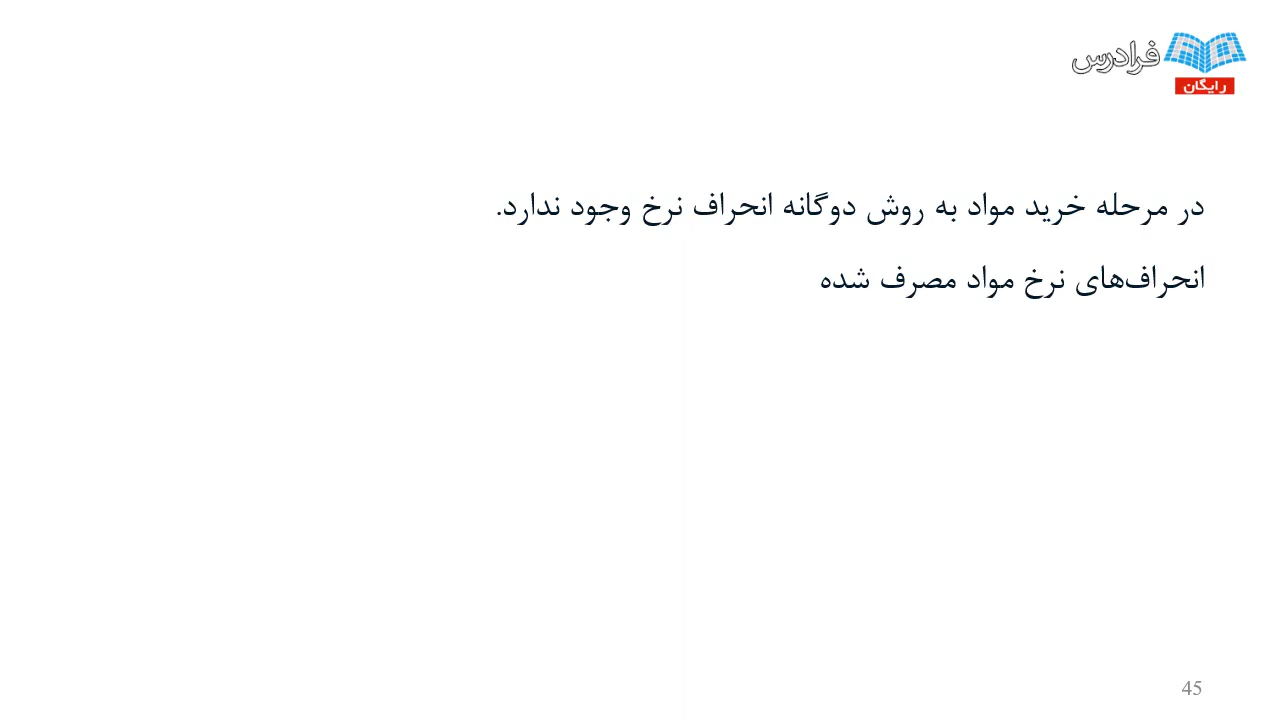 فرادرس
رایگان
در مرحله خرید مواد به روش دوگانه انحراف نرخ وجود ندارد.
انحراف‌های نرخ مواد مصرف شده
45